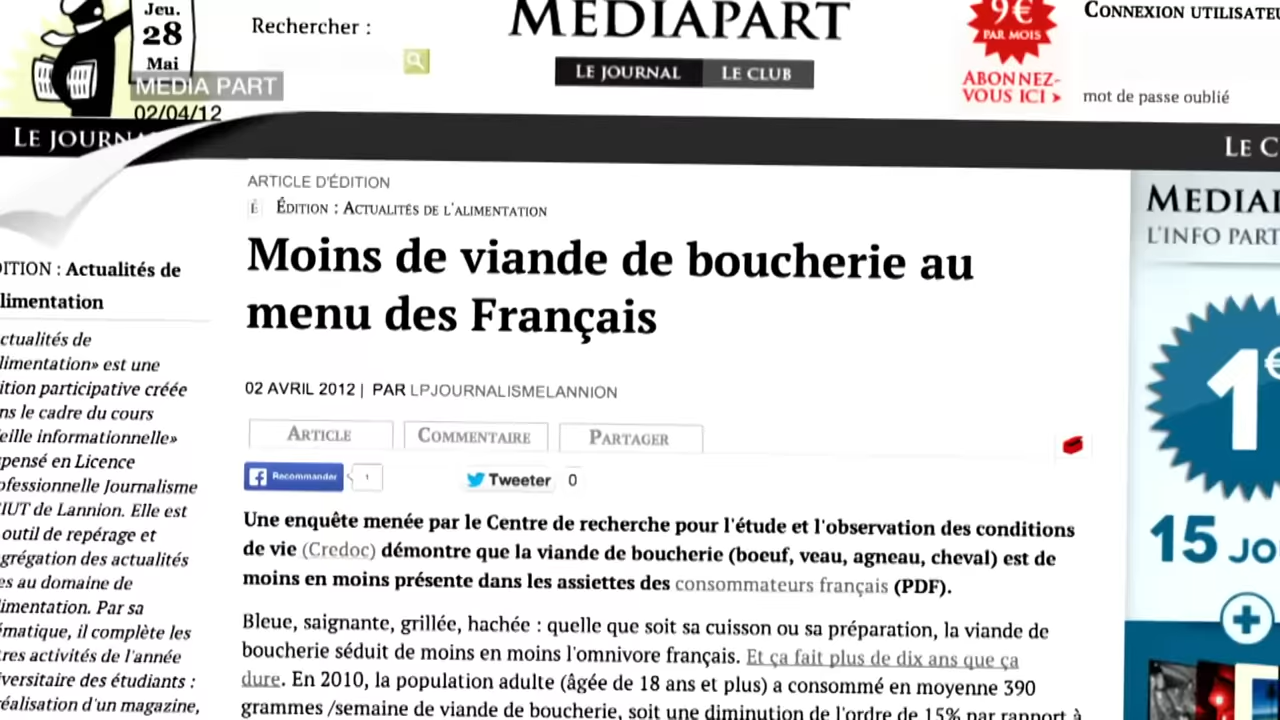 Jeu.
28
Mai
MEDIA PART
02/04/12
Rechercher :
MEDIAPART
LE JOURNAL LE CLUB
9€
PAR MOIS
ABONNEZ-
VOUS ICI
CONNEXION
mot de passe oublié
LE
LE
ARTICLE D'ÉDITION
É Édition : Actualités de l'alimentation
Moins de viande de boucherie au
menu des Français
02 AVRIL 2012 | PAR LPJOURNALISMELANNION
ARTICLE COMMENTAIRE PARTAGER
Recommander 1 Tweeter 0
Une enquête menée par le Centre de recherche pour l'étude et l'observation des conditions
de vie (Credoc) démontre que la viande de boucherie (boeuf, veau, agneau, cheval) est de
moins en moins présente dans les assiettes des consommateurs français (PDF).
Bleue, saignante, grillée, hachée : quelle que soit sa cuisson ou sa préparation, la viande de
boucherie séduit de moins en moins l'omnivore français. Et ça fait plus de dix ans que ça
dure. En 2010, la population adulte (âgée de 18 ans et plus) a consommé en moyenne 390
grammes /semaine de viande de boucherie, soit une diminution de l'ordre de 15% par rapport à
ITION : Actualités de
limentation
ctualités de
limentation» est une
ition participative créée
ns le cadre du cours
eille informationnelle»
pensé en Licence
ofessionnelle Journalisme
IUT de Lannion. Elle est
outil de repérage et
grégation des actualités
es au domaine de
imentation. Par sa
ématique, il complète les
tres activités de l'année
iversitaire des étudiants :
éalisation d'un magazine,
L'INFO PART
1€
15 JO